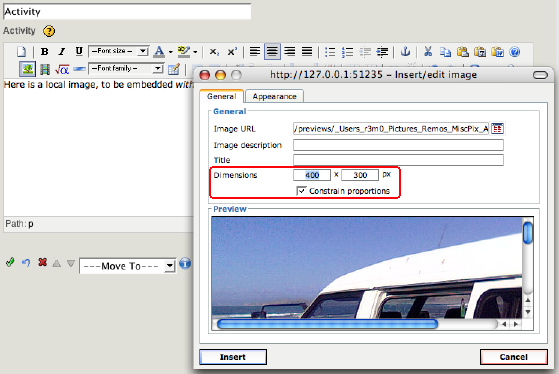 Activity
Activity
B I U --Font size -- A x, x'
--Font family --
Here is a local image, to be embedded with
Path: p
---Move To---
http://127.0.0.1:51235 – Insert/edit image
General Appearance
General
Image URL /previews/_Users_r3m0_Pictures_Remos_MiscPix_A
Image description
Title
Dimensions 400 x 300 px
Constrain proportions
Preview
Insert Cancel